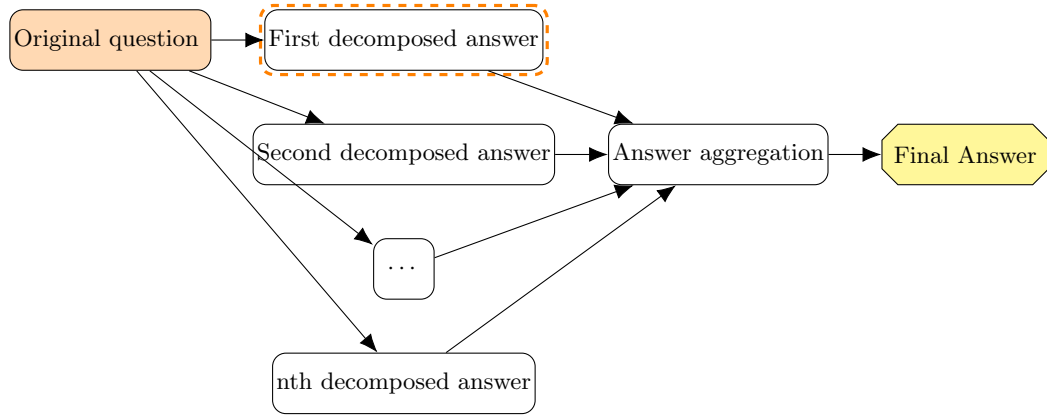 Original question
First decomposed answer
Second decomposed answer
Answer aggregation
Final Answer
...
nth decomposed answer